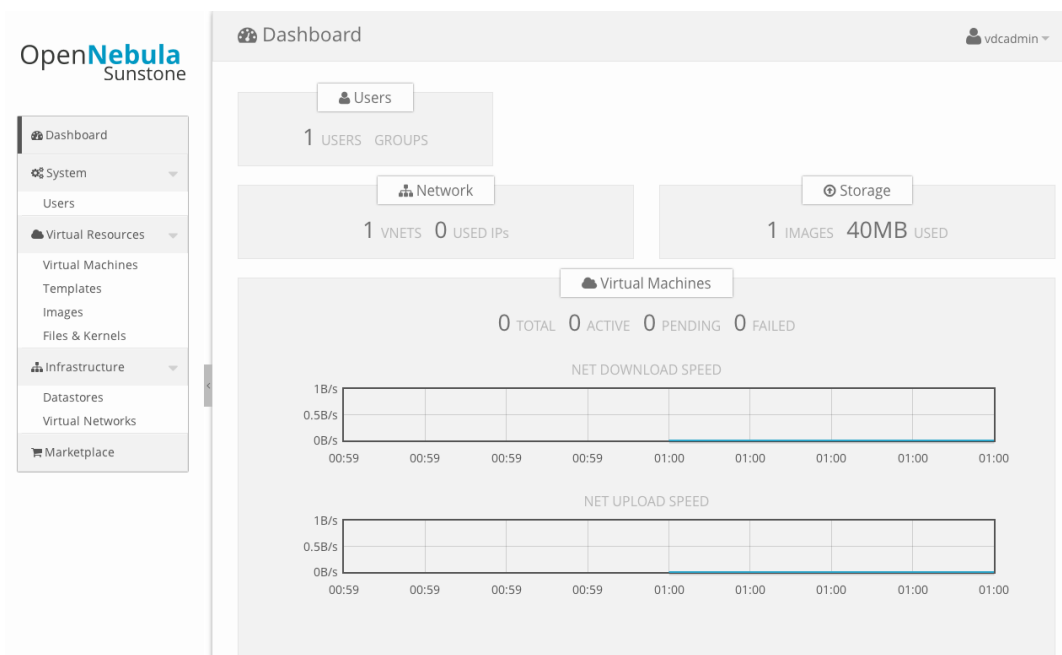 OpenNebula
Sunstone
Dashboard
System
Users
Virtual Resources
Virtual Machines
Templates
Images
Files & Kernels
Infrastructure
Datastores
Virtual Networks
Marketplace
Dashboard
vdcadmin
Users
1 USERS GROUPS
Network
1 VNETS 0 USED IPs
Storage
1 IMAGES 40MB USED
Virtual Machines
0 TOTAL 0 ACTIVE 0 PENDING 0 FAILED
NET DOWNLOAD SPEED
1B/s
0.5B/s
0B/s
00:59 00:59 00:59 00:59 01:00 01:00 01:00 01:00 01:00
NET UPLOAD SPEED
1B/s
0.5B/s
0B/s
00:59 00:59 00:59 00:59 01:00 01:00 01:00 01:00 01:00